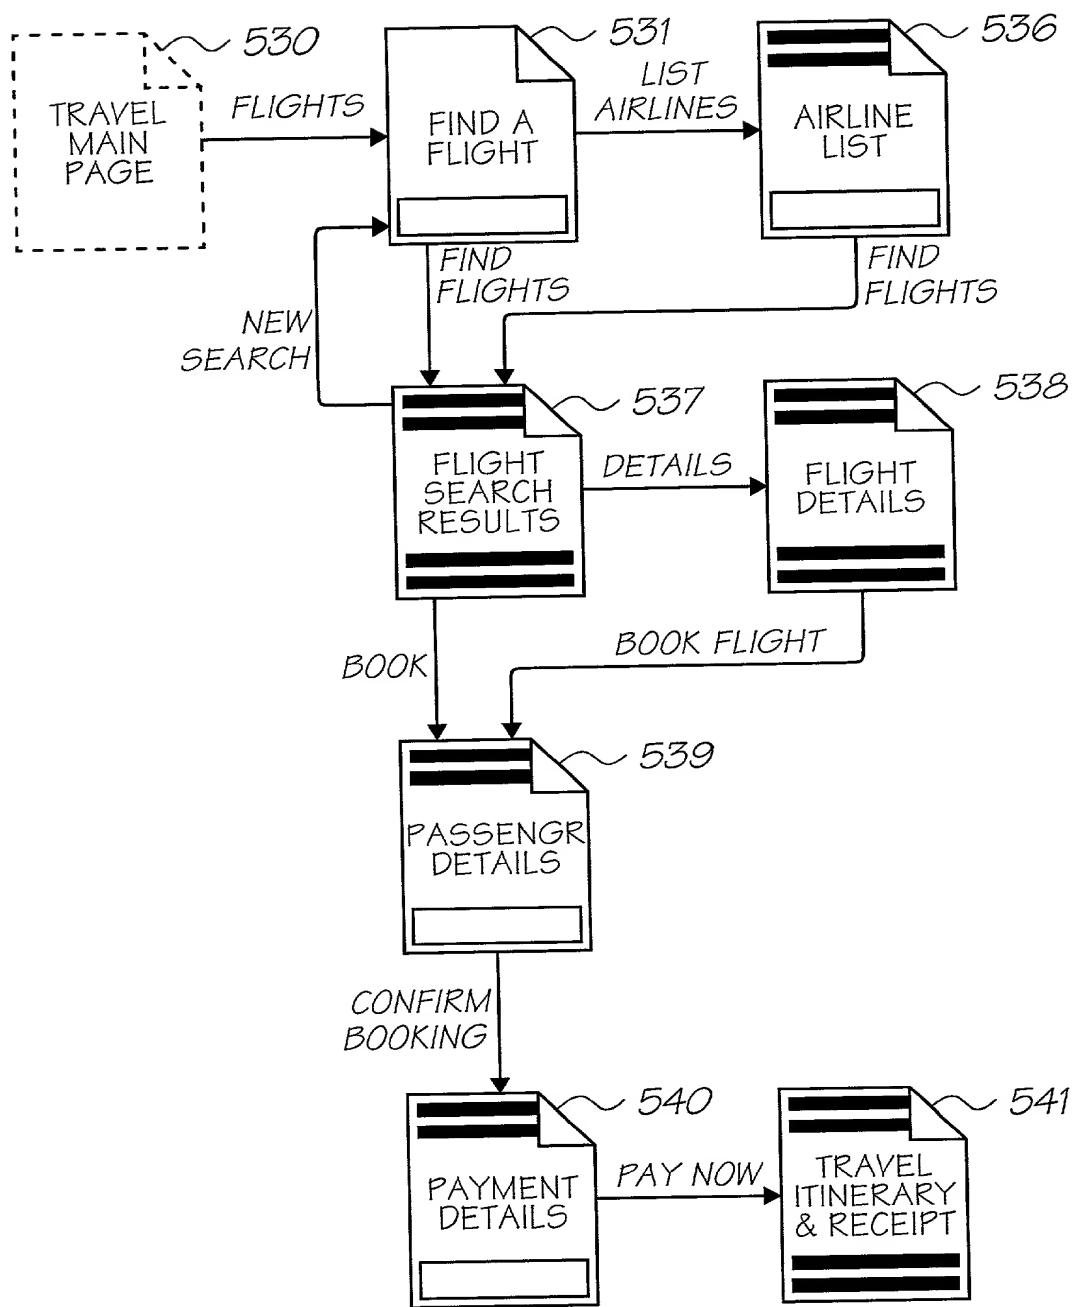 530
TRAVEL
MAIN
PAGE
FLIGHTS
531
FIND A
FLIGHT
LIST
AIRLINES
536
AIRLINE
LIST
FIND
FLIGHTS
FIND
FLIGHTS
NEW
SEARCH
537
FLIGHT
SEARCH
RESULTS
DETAILS
538
FLIGHT
DETAILS
BOOK
BOOK FLIGHT
539
PASSENGR
DETAILS
CONFIRM
BOOKING
540
PAYMENT
DETAILS
PAY NOW
541
TRAVEL
ITINERARY
& RECEIPT